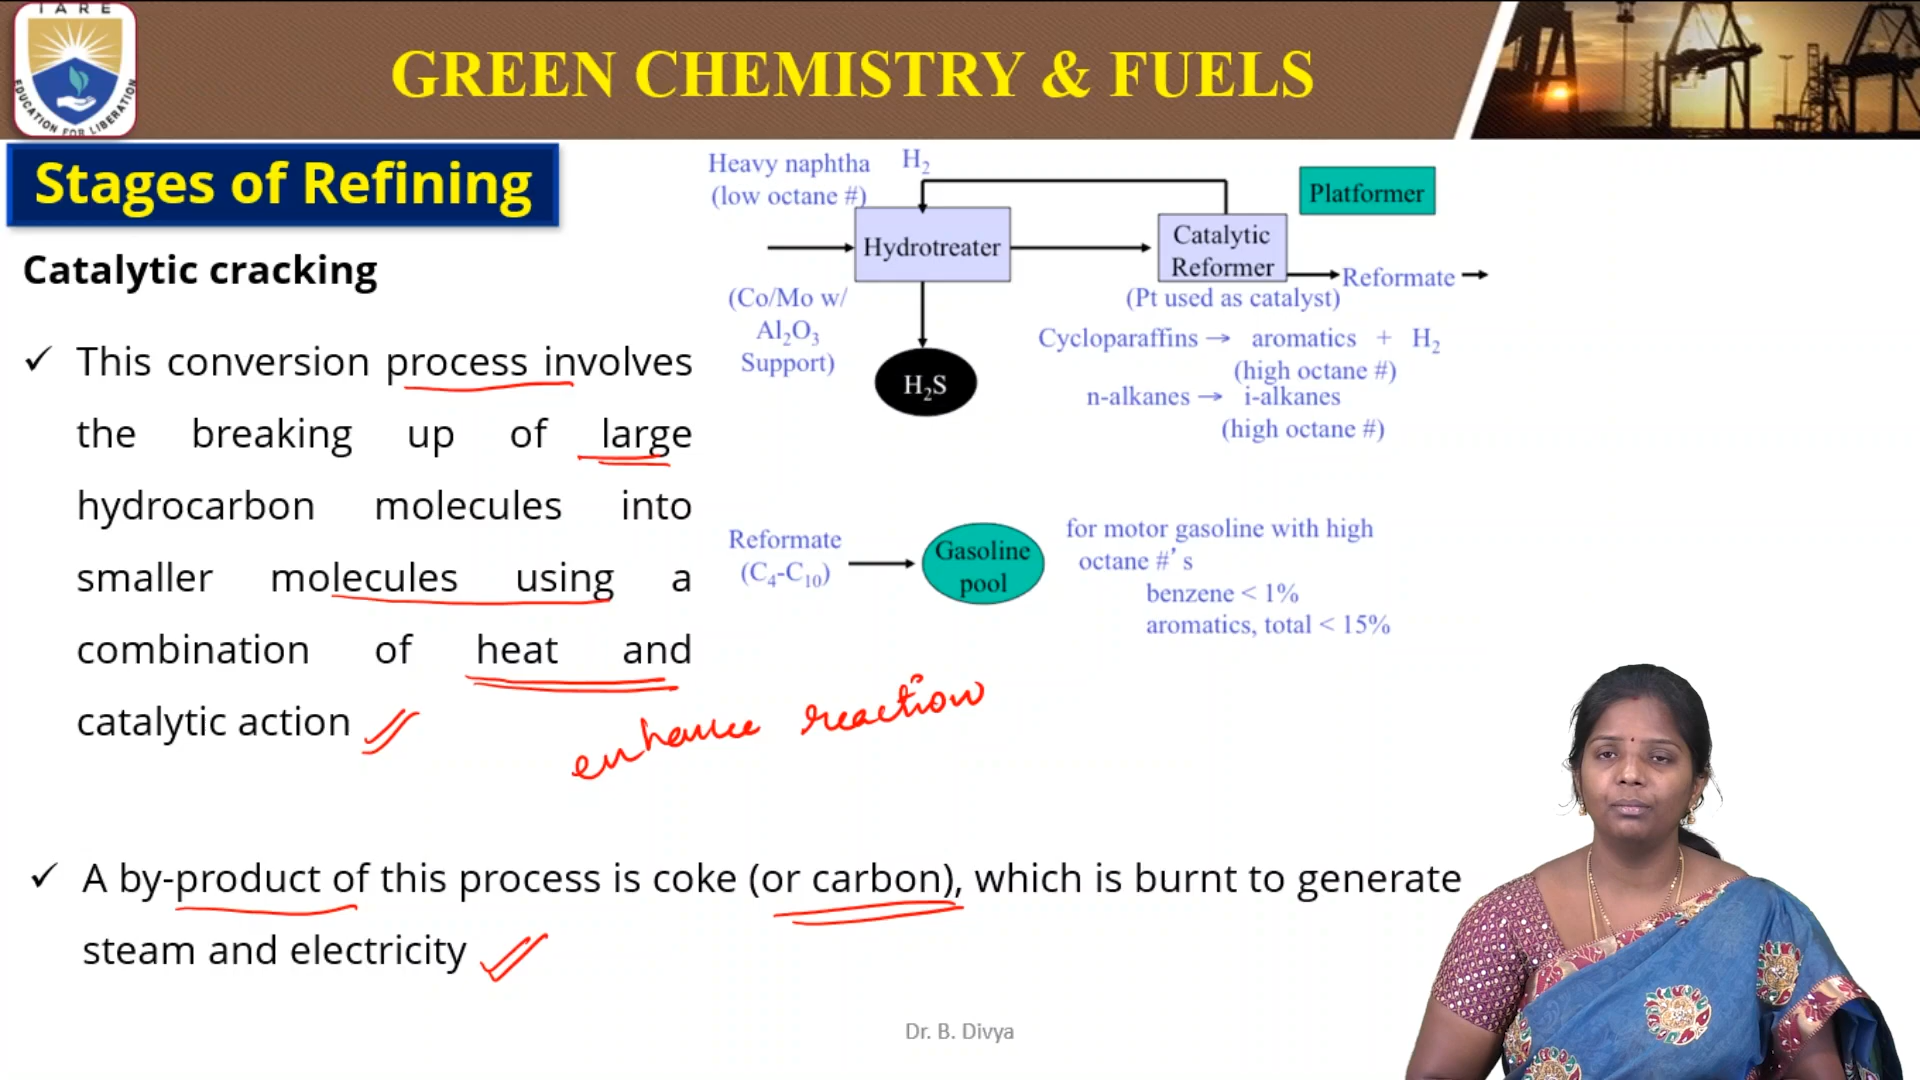 IARE
EDUCATION FOR LIBERATION
GREEN CHEMISTRY & FUELS
Stages of Refining
Catalytic cracking
✓ This conversion process involves
the breaking up of large
hydrocarbon molecules into
smaller molecules using a
combination of heat and
catalytic action
enhance reaction
✓ A by-product of this process is coke (or carbon), which is burnt to generate
steam and electricity
Heavy naphtha
(low octane #)
H₂
Hydrotreater
(Co/Mo w/
Al₂O₃
Support)
H₂S
Catalytic
Reformer
Platformer
Reformate
(Pt used as catalyst)
Cycloparaffins → aromatics + H₂
(high octane #)
n-alkanes → i-alkanes
(high octane #)
Reformate
(C₄-C₁₀)
Gasoline
pool
for motor gasoline with high
octane #’ s
benzene < 1%
aromatics, total < 15%
Dr. B. Divya